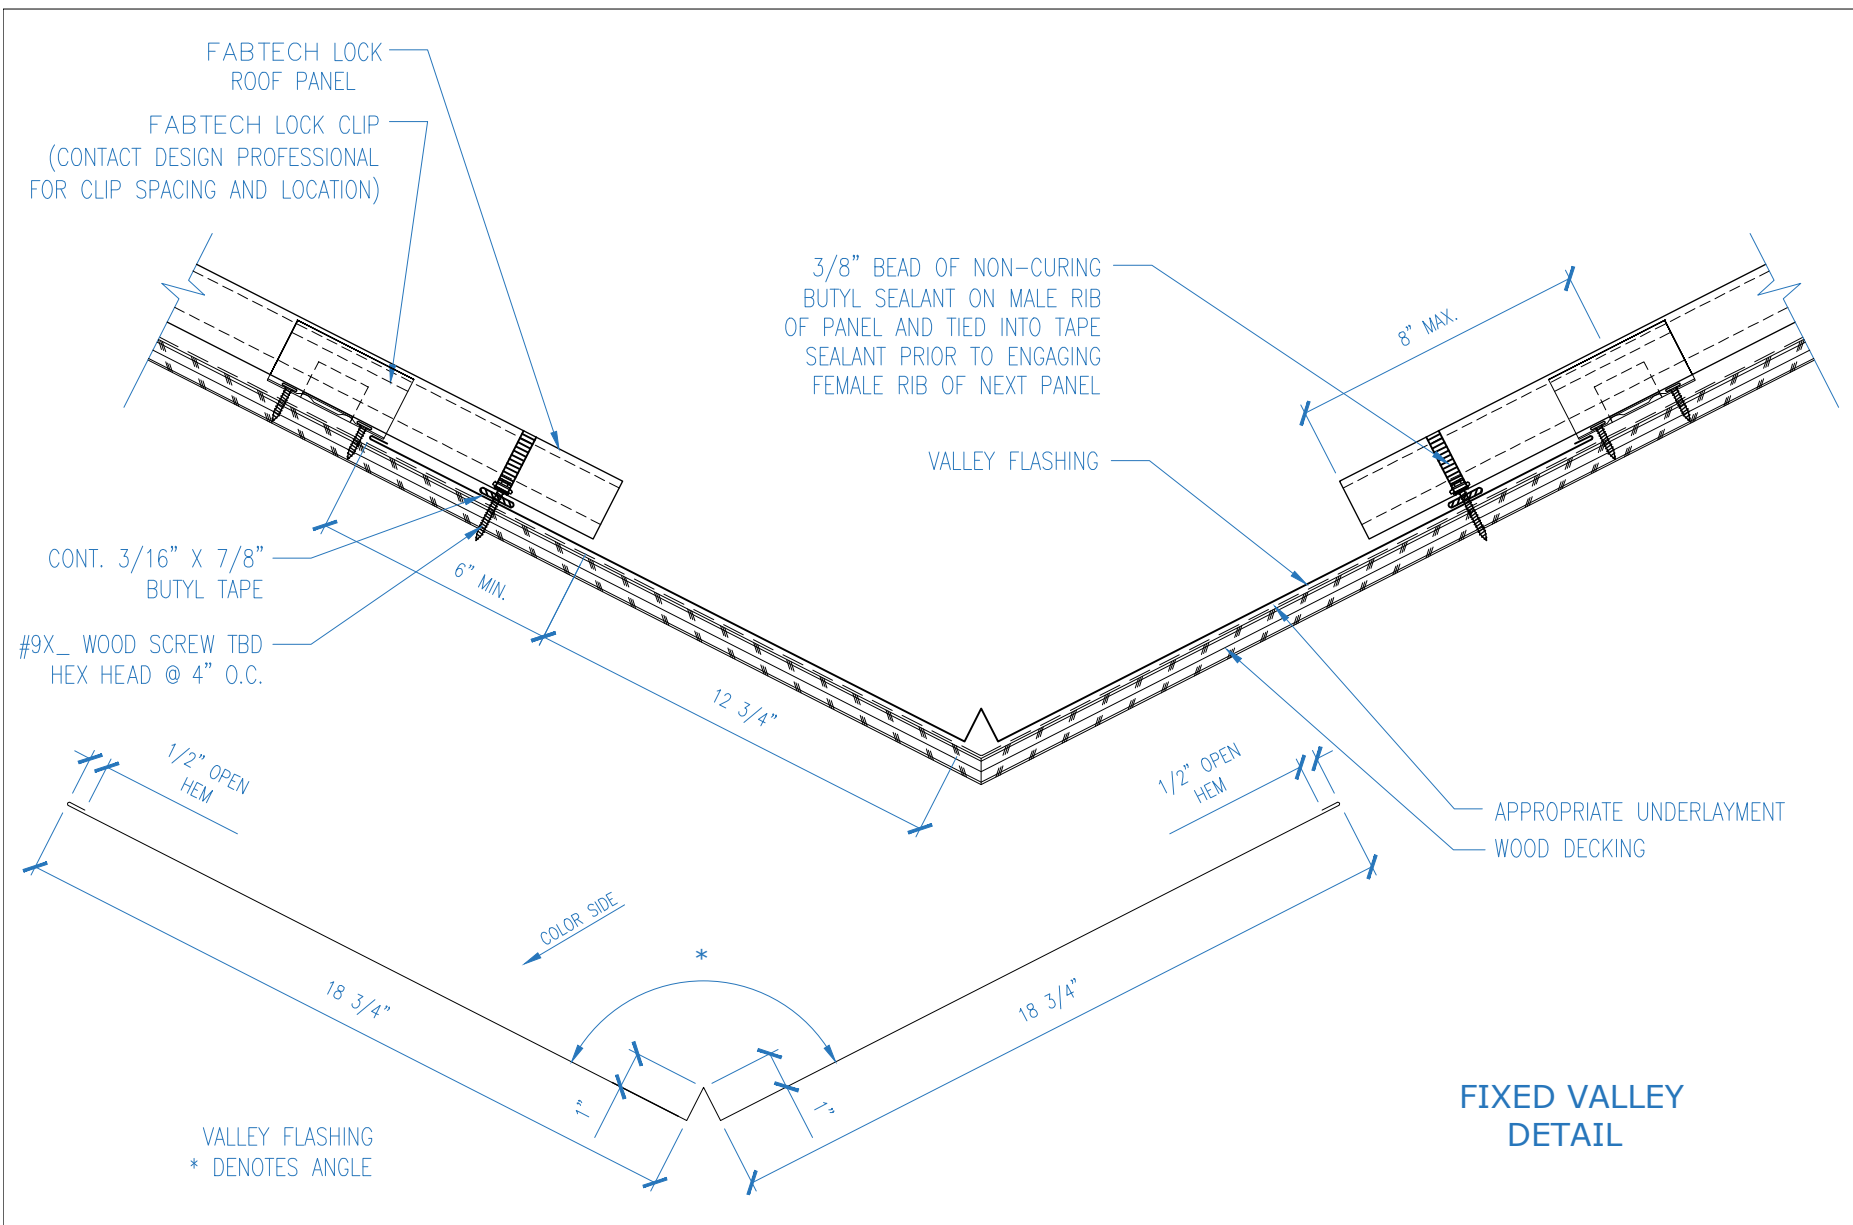 FABTECH LOCK
ROOF PANEL
FABTECH LOCK CLIP
(CONTACT DESIGN PROFESSIONAL
FOR CLIP SPACING AND LOCATION)
3/8" BEAD OF NON-CURING
BUTYL SEALANT ON MALE RIB
OF PANEL AND TIED INTO TAPE
SEALANT PRIOR TO ENGAGING
FEMALE RIB OF NEXT PANEL
8" MAX.
VALLEY FLASHING
CONT. 3/16" X 7/8"
BUTYL TAPE
6" MIN.
#9X_ WOOD SCREW TBD
HEX HEAD @ 4" O.C.
12 3/4"
1/2" OPEN
HEM
1/2" OPEN
HEM
APPROPRIATE UNDERLAYMENT
WOOD DECKING
COLOR SIDE
*
18 3/4"
18 3/4"
1"
1"
VALLEY FLASHING
* DENOTES ANGLE
FIXED VALLEY
DETAIL